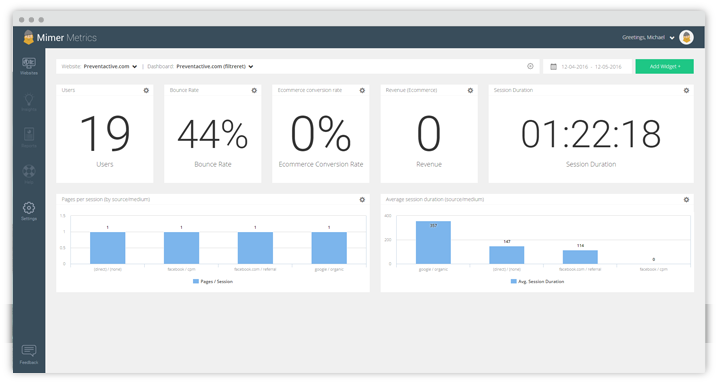 Mimer Metrics
Greetings, Michael
Websites
Website: Preventactive.com | Dashboard: Preventactive.com (filtreret)
12-04-2016 - 12-05-2016
Add Widget +
Users
Bounce Rate
Ecommerce conversion rate
Revenue (Ecommerce)
Session Duration
19
44%
0%
0
01:22:18
Users
Bounce Rate
Ecommerce Conversion Rate
Revenue
Session Duration
Settings
Pages per session (by source/medium)
Average session duration (source/medium)
1.5
1
0.5
0
1
1
1
1
(direct) / (none)
facebook / cpm
facebook.com / referral
google / organic
Pages / Session
400
200
0
357
147
114
0
google / organic
(direct) / (none)
facebook.com / referral
facebook / cpm
Avg. Session Duration
Feedback